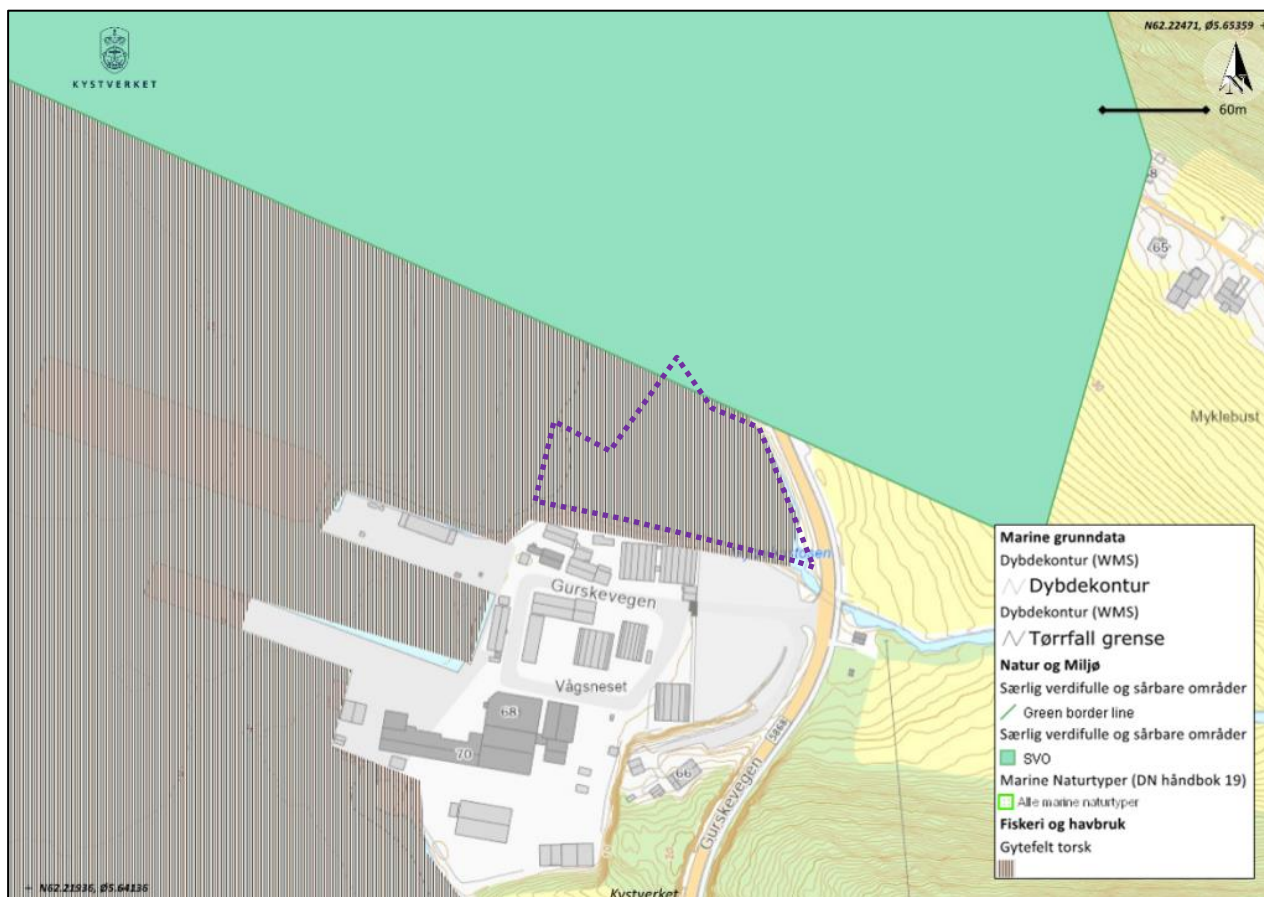 N62.22471, Ø5.65359 +
KYSTVERKET
N
60m
65
Myklebust
Gurskevegen
Vågsneset
68
70
66
5868
Gurskevegen
20
Marine grunndata
Dybdekontur (WMS)
Dybdekontur
Dybdekontur (WMS)
Tørrfall grense
Natur og Miljø
Særlig verdifulle og sårbare områder
Green border line
Særlig verdifulle og sårbare områder
SVO
Marine Naturtyper (DN håndbok 19)
Alle marine naturtyper
Fiskeri og havbruk
Gytefelt torsk
+ N62.21936, Ø5.64136
Kystverket